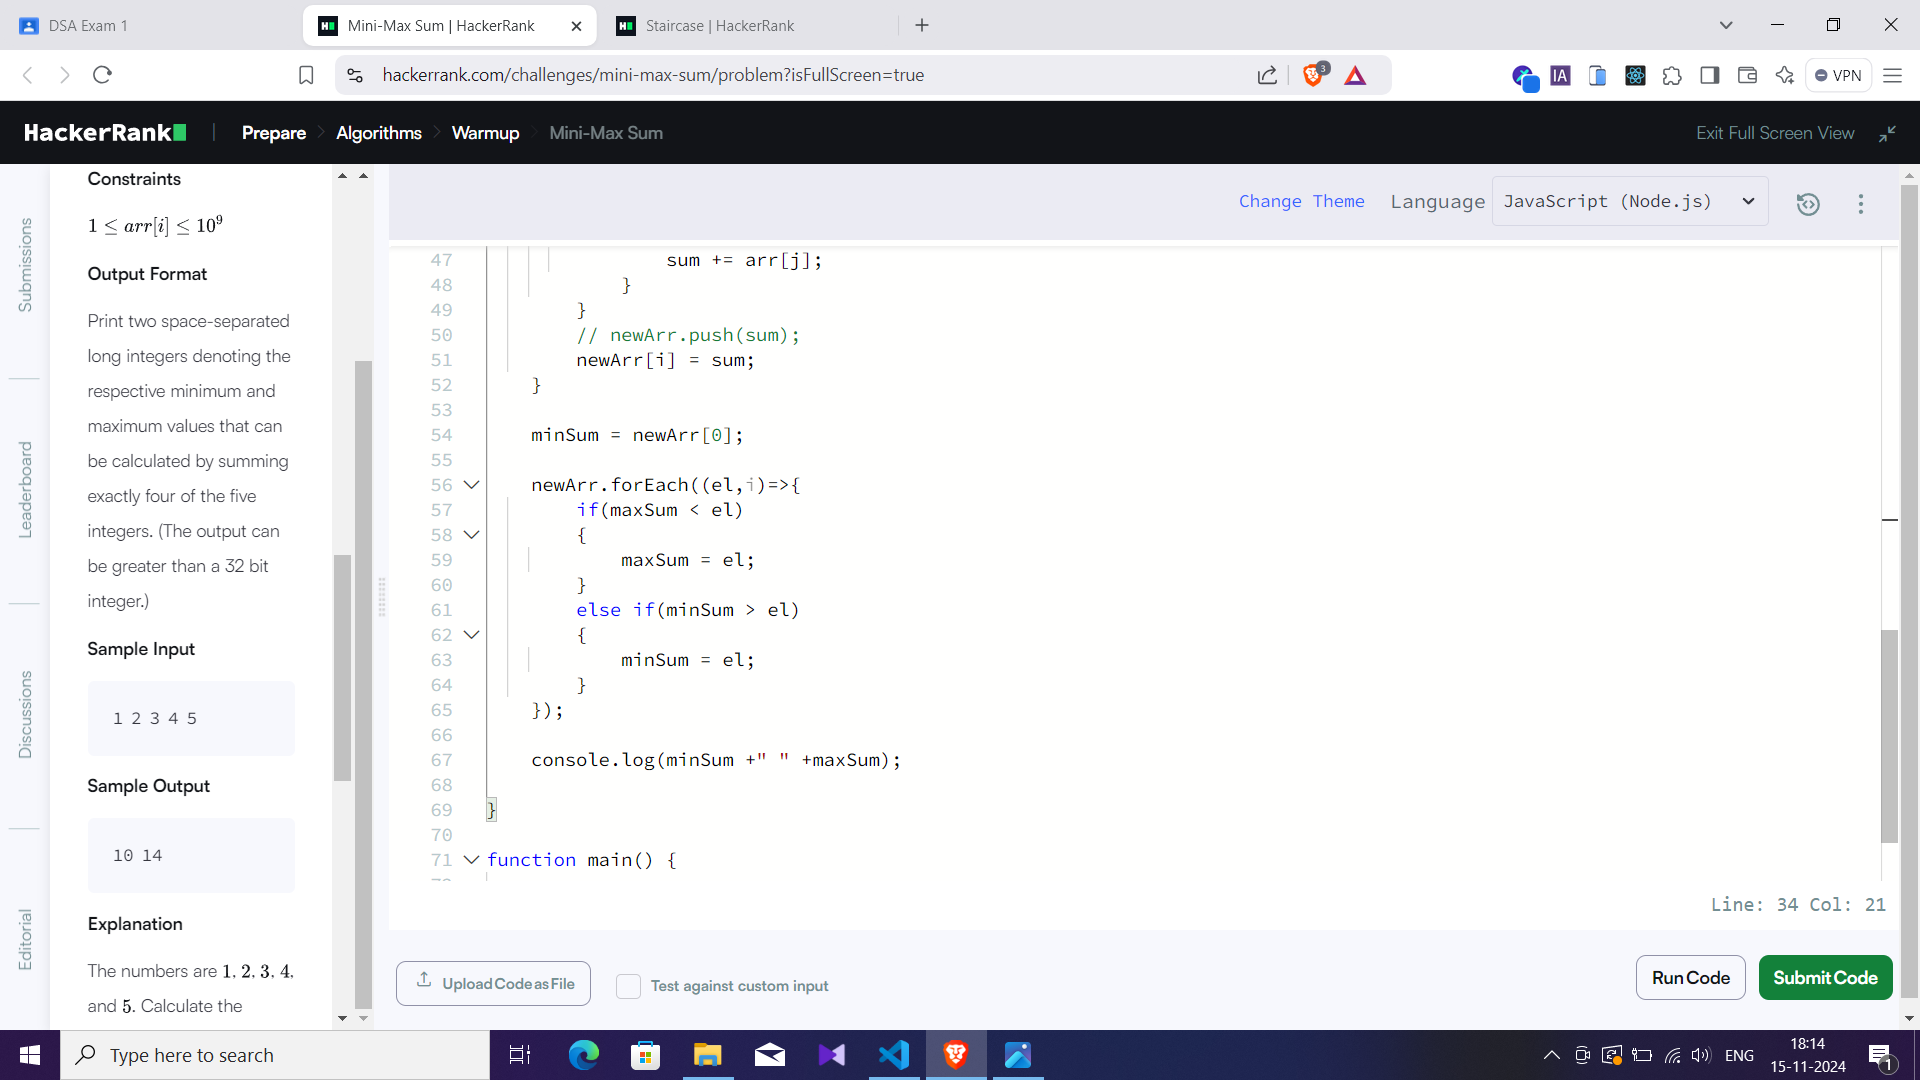 DSA Exam 1
Mini-Max Sum | HackerRank
Staircase | HackerRank
hackerrank.com/challenges/mini-max-sum/problem?isFullScreen=true
3
IA
VPN
HackerRank
Prepare
Algorithms
Warmup
Mini-Max Sum
Exit Full Screen View
Submissions
Leaderboard
Discussions
Editorial
Constraints
1 ≤ arr[i] ≤ 10⁹
Output Format
Print two space-separated
long integers denoting the
respective minimum and
maximum values that can
be calculated by summing
exactly four of the five
integers. (The output can
be greater than a 32 bit
integer.)
Sample Input
1 2 3 4 5
Sample Output
10 14
Explanation
The numbers are 1, 2, 3, 4,
and 5. Calculate the
Change Theme
Language
JavaScript (Node.js)
47 sum += arr[j];
48 }
49 }
50 // newArr.push(sum);
51 newArr[i] = sum;
52 }
53
54 minSum = newArr[0];
55
56 newArr.forEach((el,i)=>{
57 if(maxSum < el)
58 {
59 maxSum = el;
60 }
61 else if(minSum > el)
62 {
63 minSum = el;
64 }
65 });
66
67 console.log(minSum +" " +maxSum);
68
69 }
70
71 function main() {
Line: 34 Col: 21
Upload Code as File
Test against custom input
Run Code
Submit Code
Type here to search
ENG
18:14
15-11-2024
1